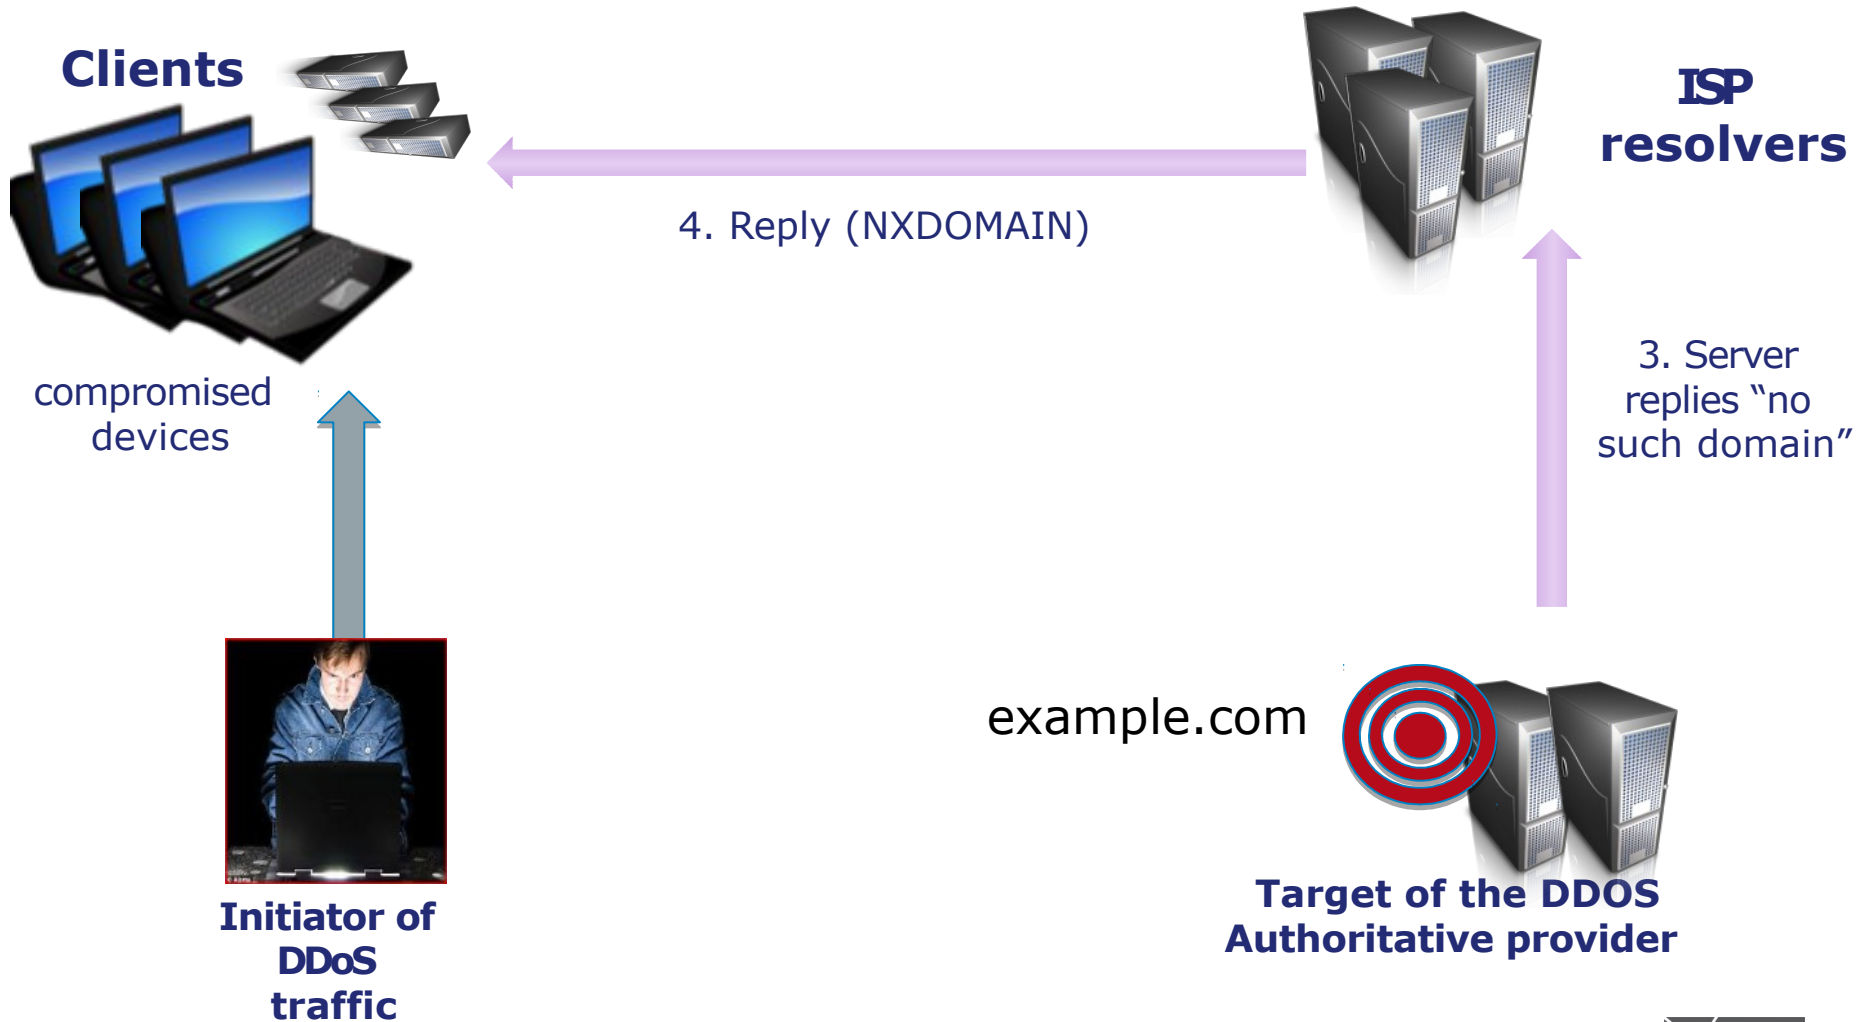 Clients
ISP
resolvers
4. Reply (NXDOMAIN)
compromised
devices
3. Server
replies “no
such domain”
example.com
Initiator of
DDoS
traffic
Target of the DDOS
Authoritative provider